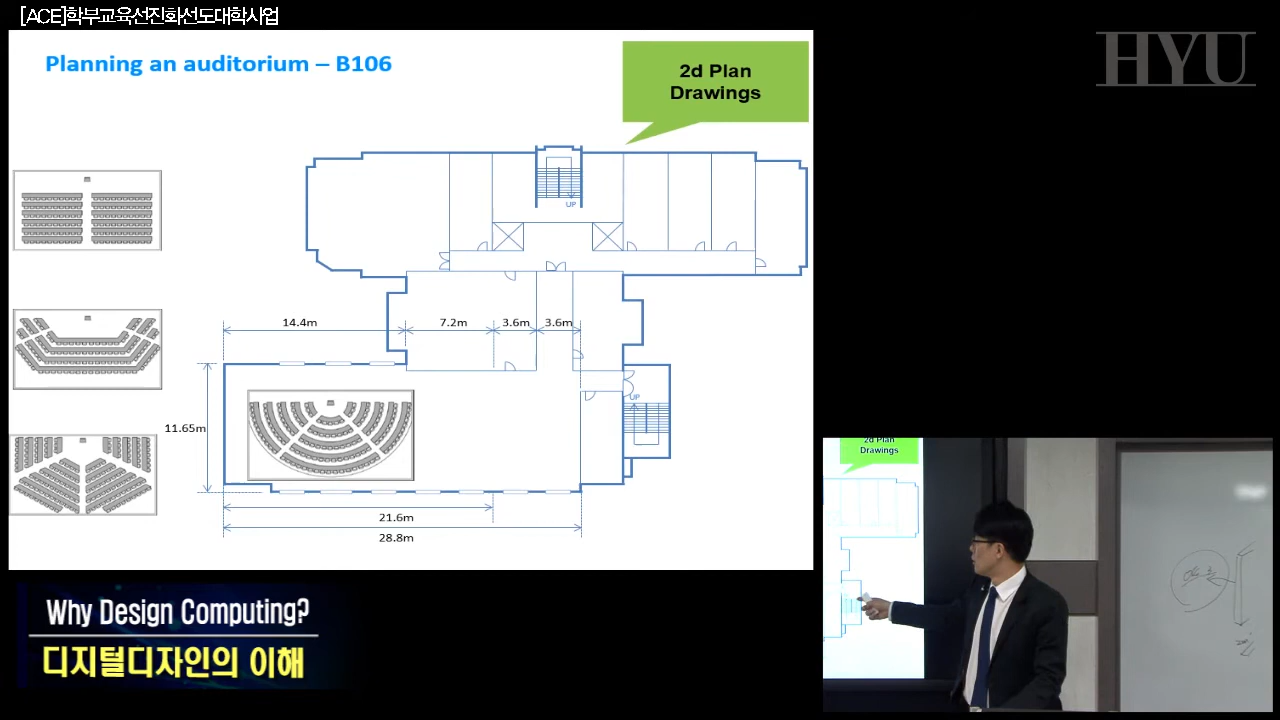 [ACE]학부교육선진화선도대학사업
HYU
Planning an auditorium – B106
2d Plan
Drawings
UP
14.4m
7.2m
3.6m
3.6m
UP
11.65m
21.6m
28.8m
2d Plan
Drawings
Why Design Computing?
디지털디자인의 이해